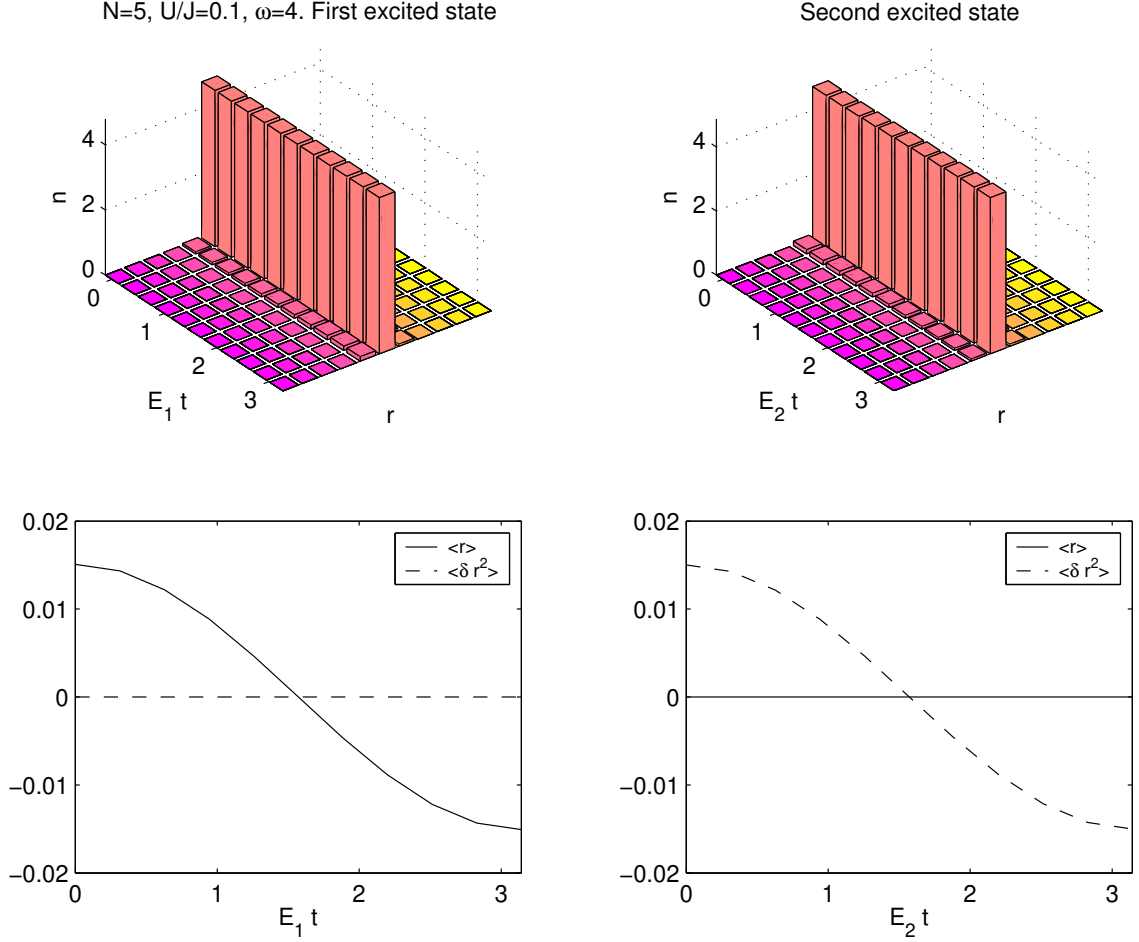 N=5, U/J=0.1, ω=4. First excited state
4
2
0
n
0
1
2
3
E₁ t
r
Second excited state
4
2
0
n
0
1
2
3
E₂ t
r
0.02
0.01
0
−0.01
−0.02
0
1
2
3
E₁ t
<r>
<δ r²>
0.02
0.01
0
−0.01
−0.02
0
1
2
3
E₂ t
<r>
<δ r²>